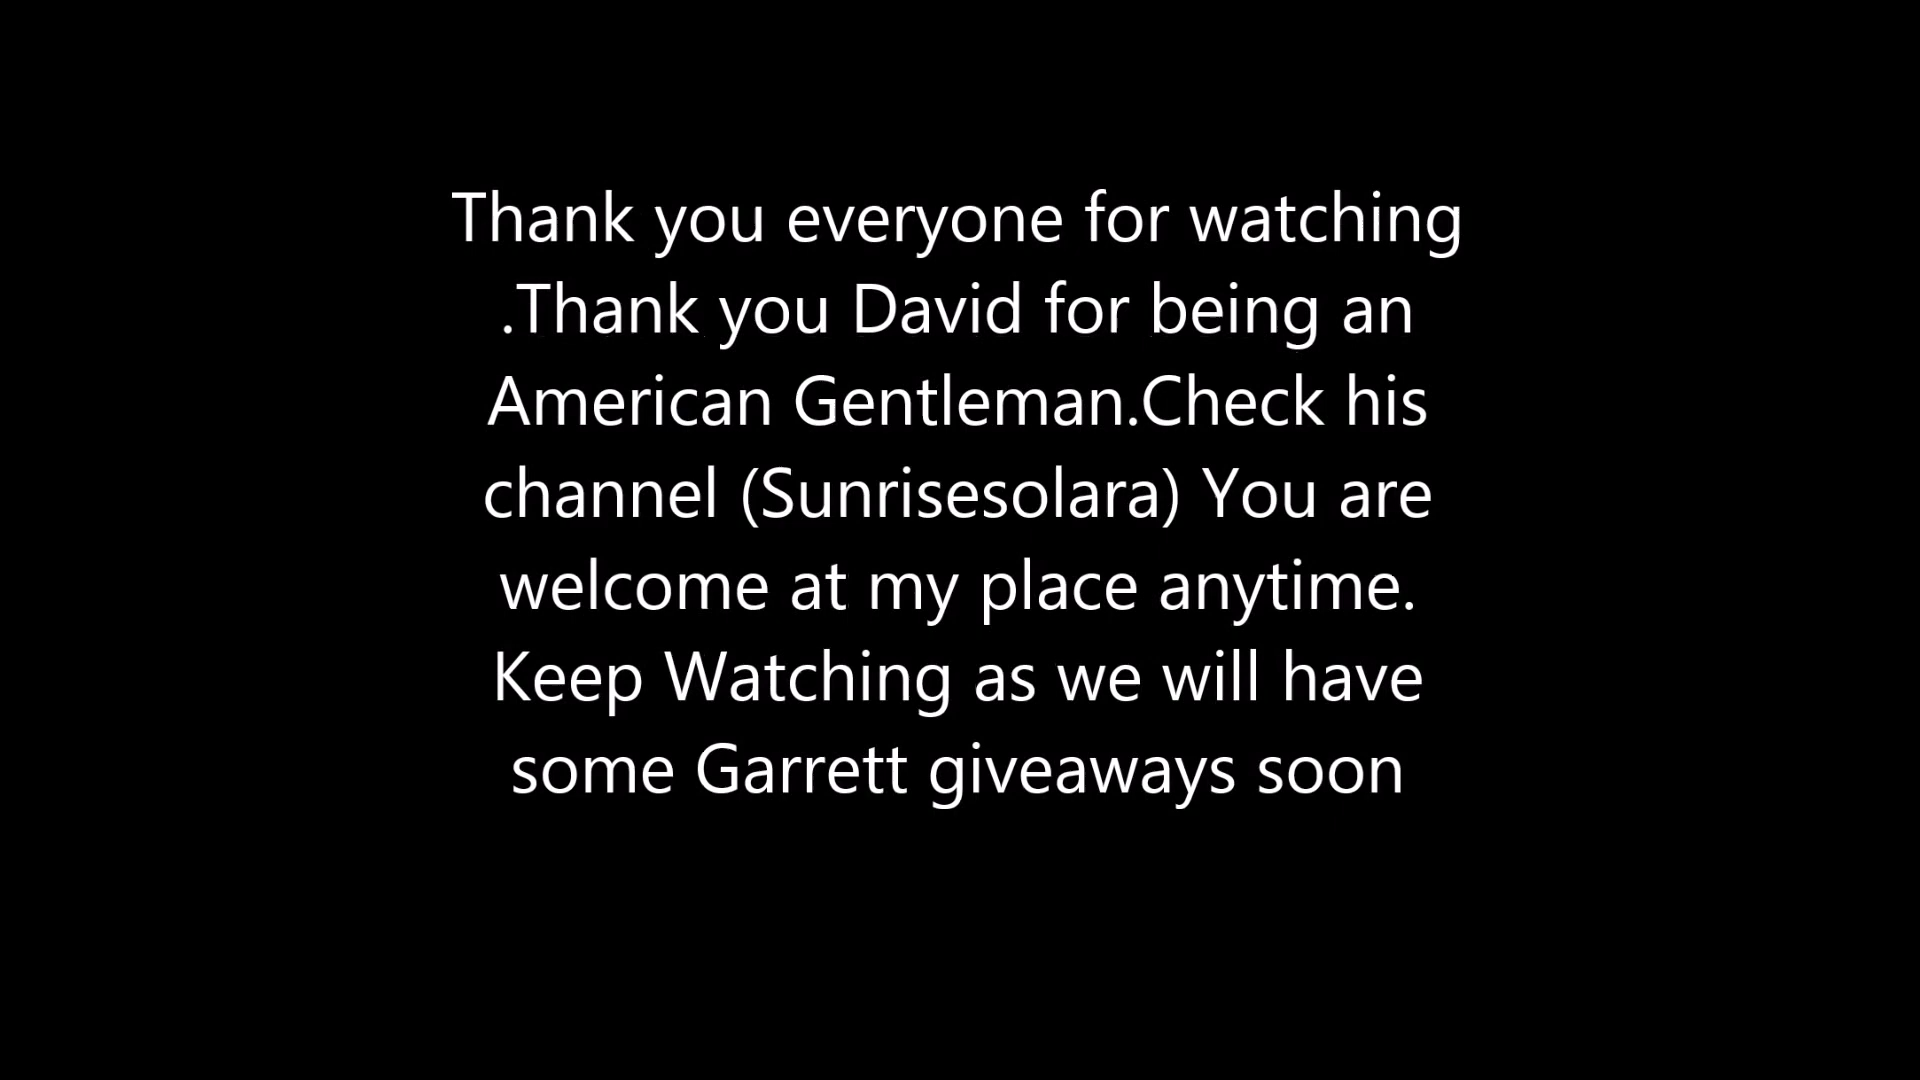 Thank you everyone for watching
.Thank you David for being an
American Gentleman.Check his
channel (Sunrisesolara) You are
welcome at my place anytime.
Keep Watching as we will have
some Garrett giveaways soon